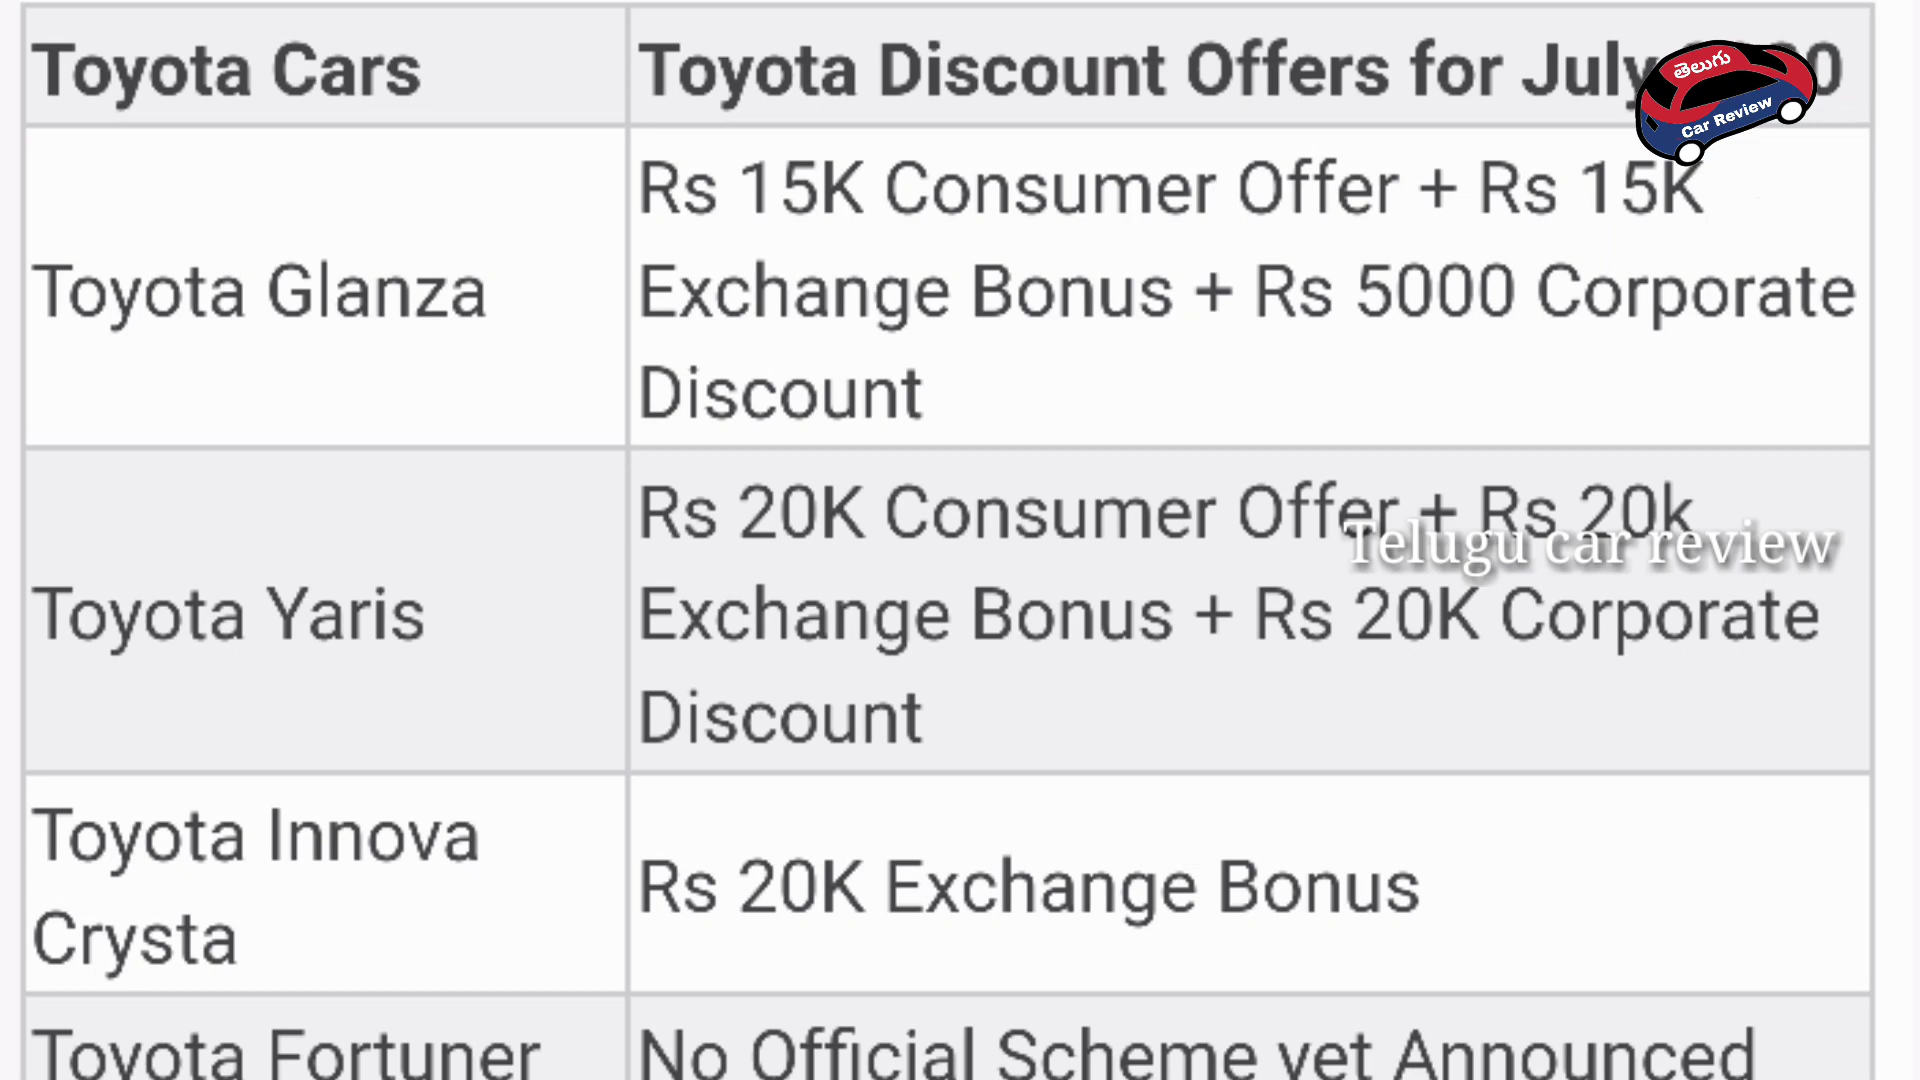 Toyota Cars
Toyota Discount Offers for July
తెలుగు
Car Review
Toyota Glanza
Rs 15K Consumer Offer + Rs 15K
Exchange Bonus + Rs 5000 Corporate
Discount
Toyota Yaris
Rs 20K Consumer Offer + Rs 20k
Telugu car review
Exchange Bonus + Rs 20K Corporate
Discount
Toyota Innova
Crysta
Rs 20K Exchange Bonus
Toyota Fortuner
No Official Scheme yet Announced